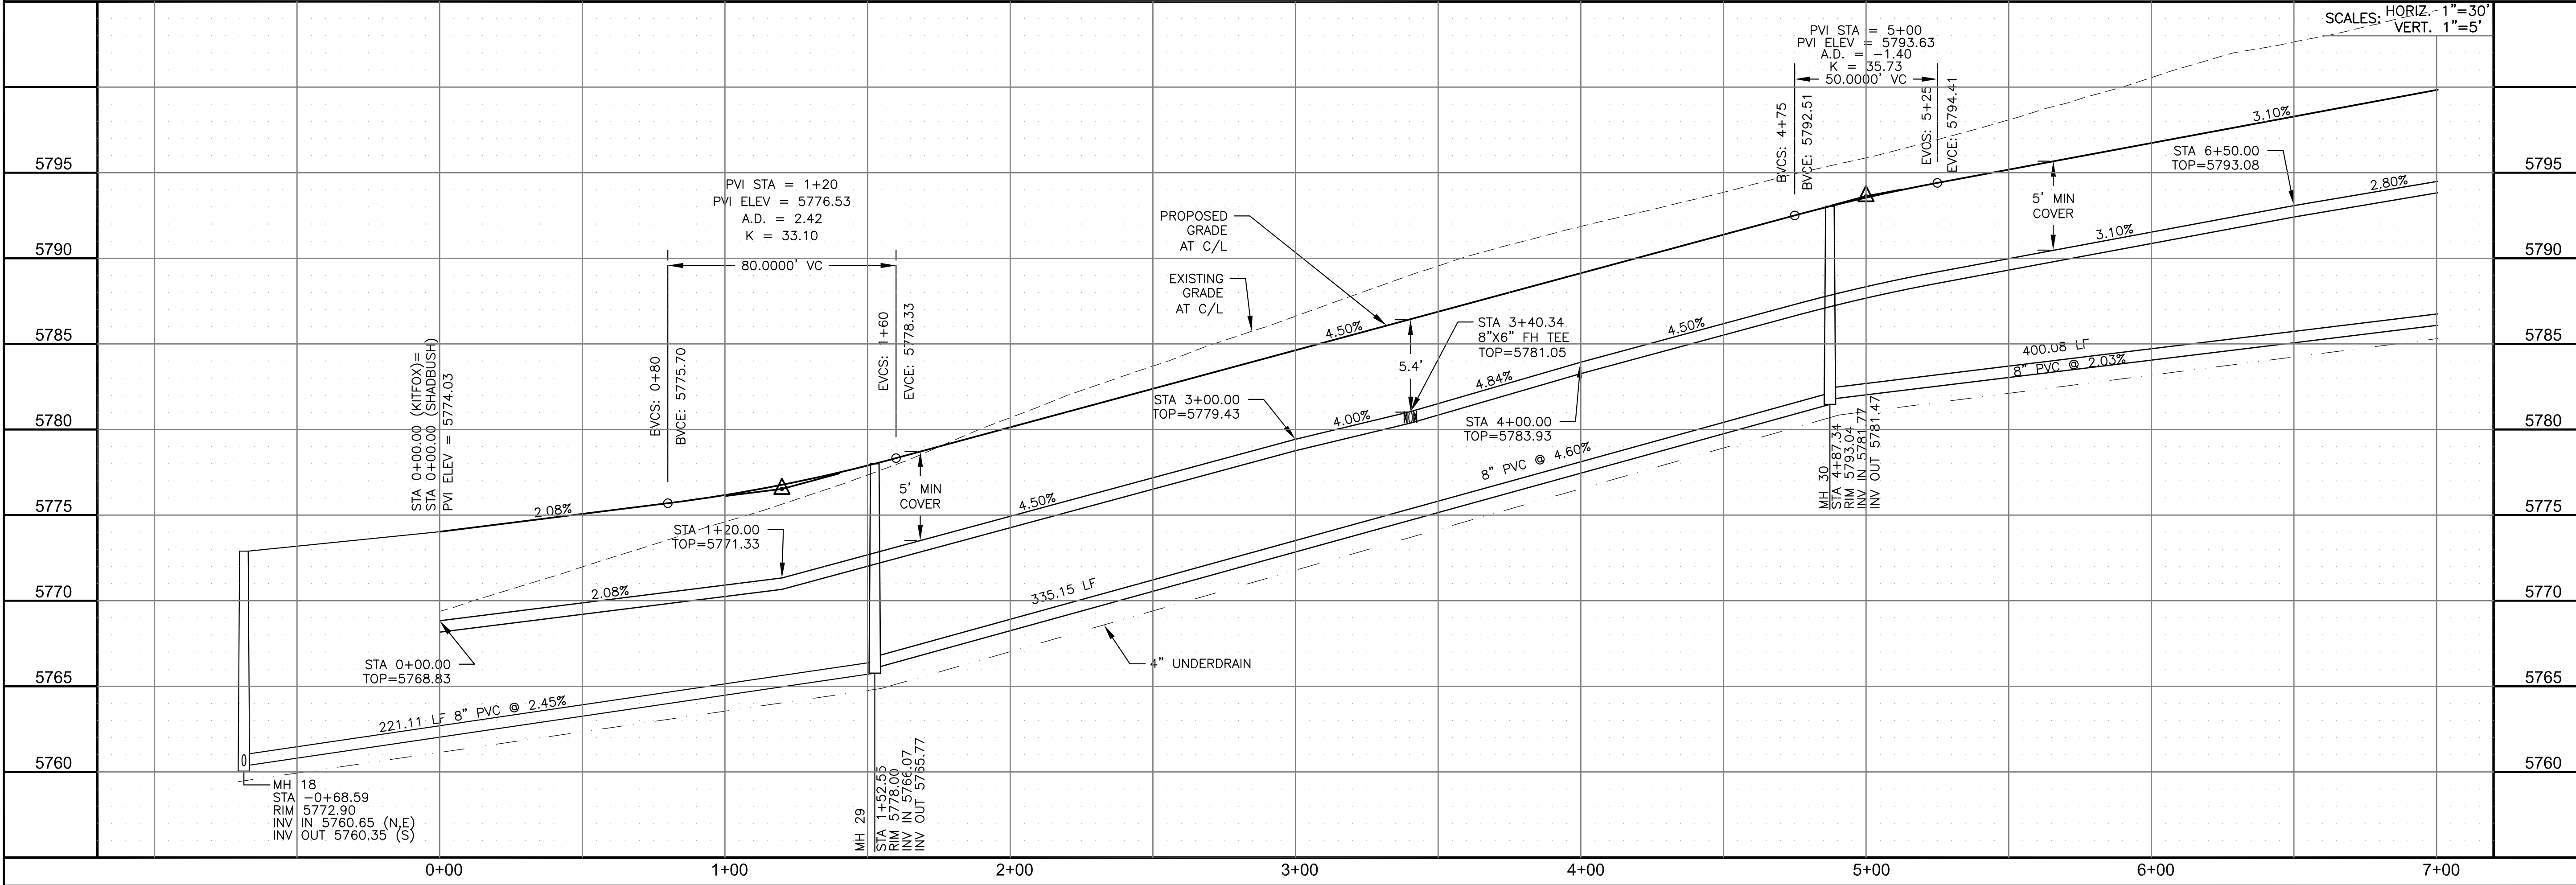 SCALES: HORIZ. 1"=30'
VERT. 1"=5'
PVI STA = 5+00
PVI ELEV = 5793.63
A.D. = -1.40
K = 35.73
50.0000' VC
BVCS: 4+75
BVCE: 5792.51
EVCS: 5+25
EVCE: 5794.41
3.10%
STA 6+50.00
TOP=5793.08
2.80%
5' MIN
COVER
3.10%
PVI STA = 1+20
PVI ELEV = 5776.53
A.D. = 2.42
K = 33.10
80.0000' VC
PROPOSED
GRADE
AT C/L
EXISTING
GRADE
AT C/L
4.50%
STA 3+40.34
8"X6" FH TEE
TOP=5781.05
5.4'
4.50%
4.84%
STA 3+00.00
TOP=5779.43
4.00%
STA 4+00.00
TOP=5783.93
400.08 LF
8" PVC @ 2.03%
8" PVC @ 4.60%
MH 30
STA 4+87.34
RIM 5793.04
INV IN 5781.77
INV OUT 5781.47
STA 0+00.00 (KITFOX)=
STA 0+00.00 (SHADBUSH)
PVI ELEV = 5774.03
EVCS: 0+80
BVCE: 5775.70
EVCS: 1+60
EVCE: 5778.33
5' MIN
COVER
2.08%
STA 1+20.00
TOP=5771.33
4.50%
2.08%
335.15 LF
STA 0+00.00
TOP=5768.83
4" UNDERDRAIN
221.11 LF 8" PVC @ 2.45%
MH 18
STA -0+68.59
RIM 5772.90
INV IN 5760.65 (N,E)
INV OUT 5760.35 (S)
MH 29
STA 1+52.55
RIM 5778.00
INV IN 5766.07
INV OUT 5765.77
5795
5790
5785
5780
5775
5770
5765
5760
5795
5790
5785
5780
5775
5770
5765
5760
0+00
1+00
2+00
3+00
4+00
5+00
6+00
7+00